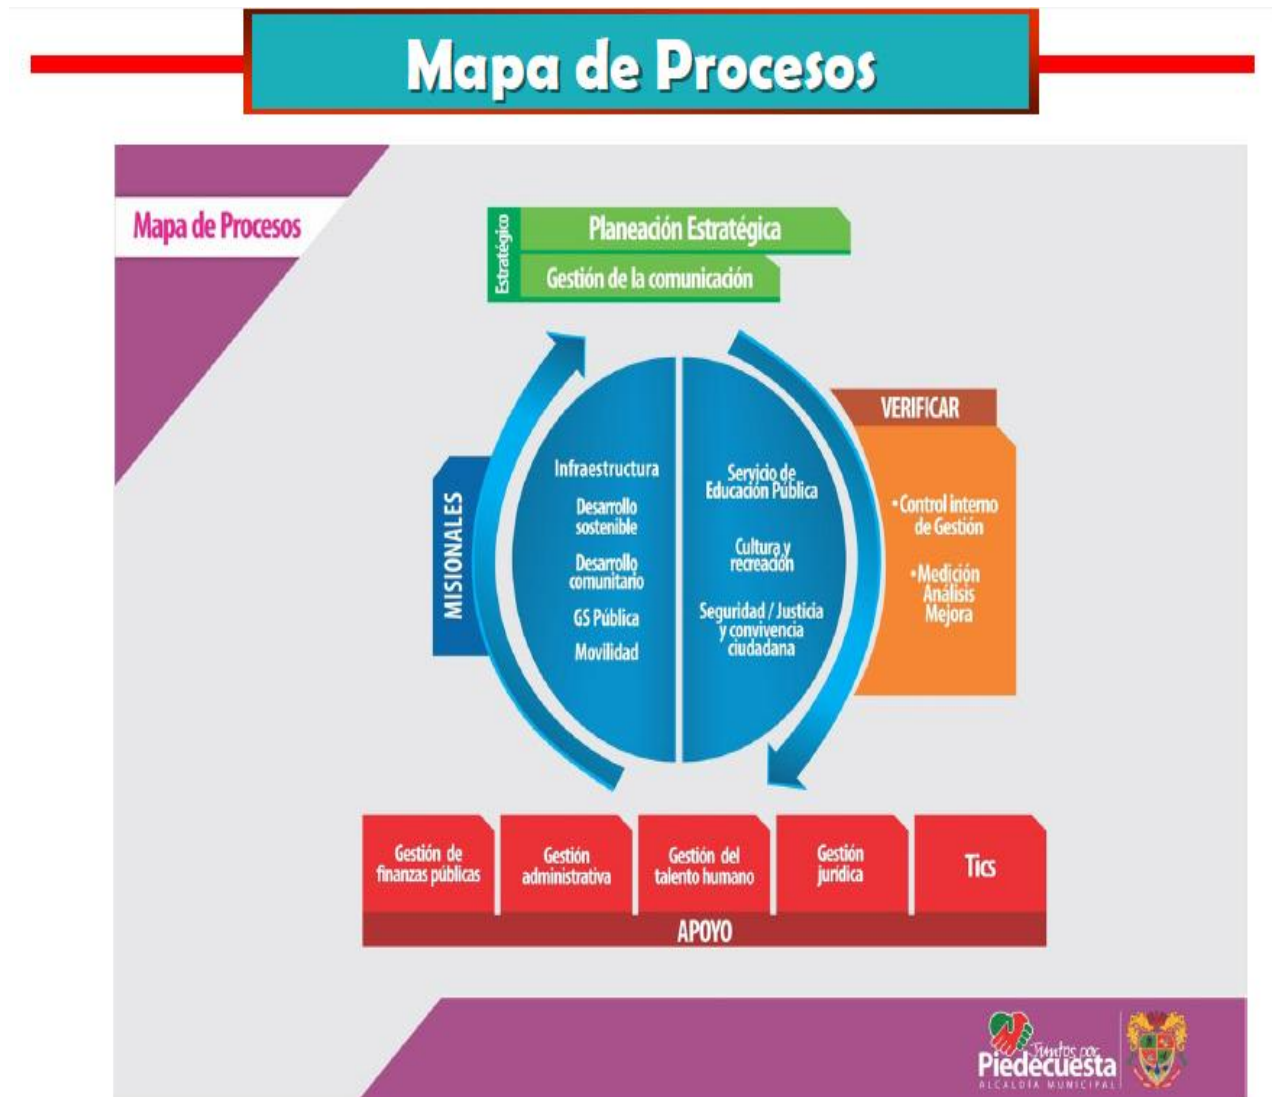 Mapa de Procesos
Mapa de Procesos
Estratégico
Planeación Estratégica
Gestión de la comunicación
MISIONALES
Infraestructura
Desarrollo
sostenible
Desarrollo
comunitario
GS Pública
Movilidad
Servicio de
Educación Pública
Cultura y
recreación
Seguridad / Justicia
y convivencia
ciudadana
VERIFICAR
•Control interno
de Gestión
•Medición
Análisis
Mejora
Gestión de
finanzas públicas
Gestión
administrativa
Gestión del
talento humano
Gestión
jurídica
Tics
APOYO
Juntos por
Piedecuesta
ALCALDÍA MUNICIPAL